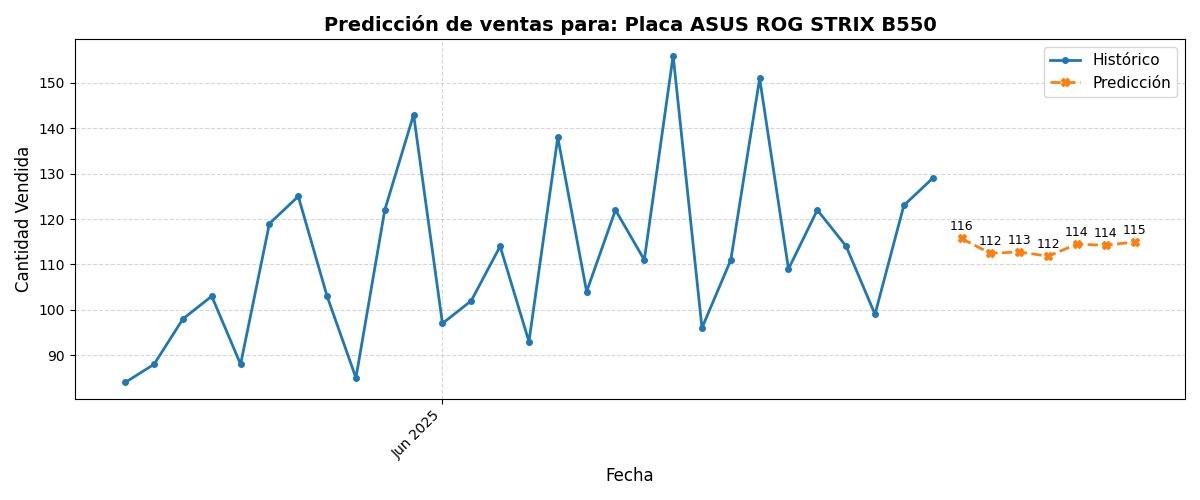 Predicción de ventas para: Placa ASUS ROG STRIX B550
Cantidad Vendida
150
140
130
120
110
100
90
Histórico
Predicción
116
112
113
112
114
114
115
Jun 2025
Fecha